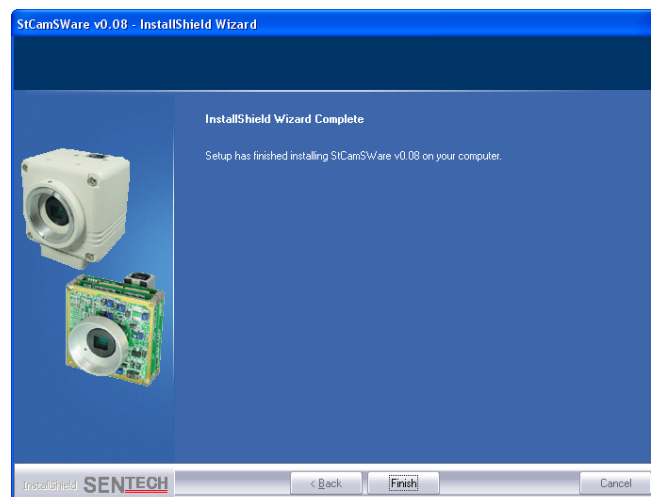 StCamSWare v0.08 - InstallShield Wizard
InstallShield Wizard Complete
Setup has finished installing StCamSWare v0.08 on your computer.
InstallShield SENTECH
< Back Finish Cancel